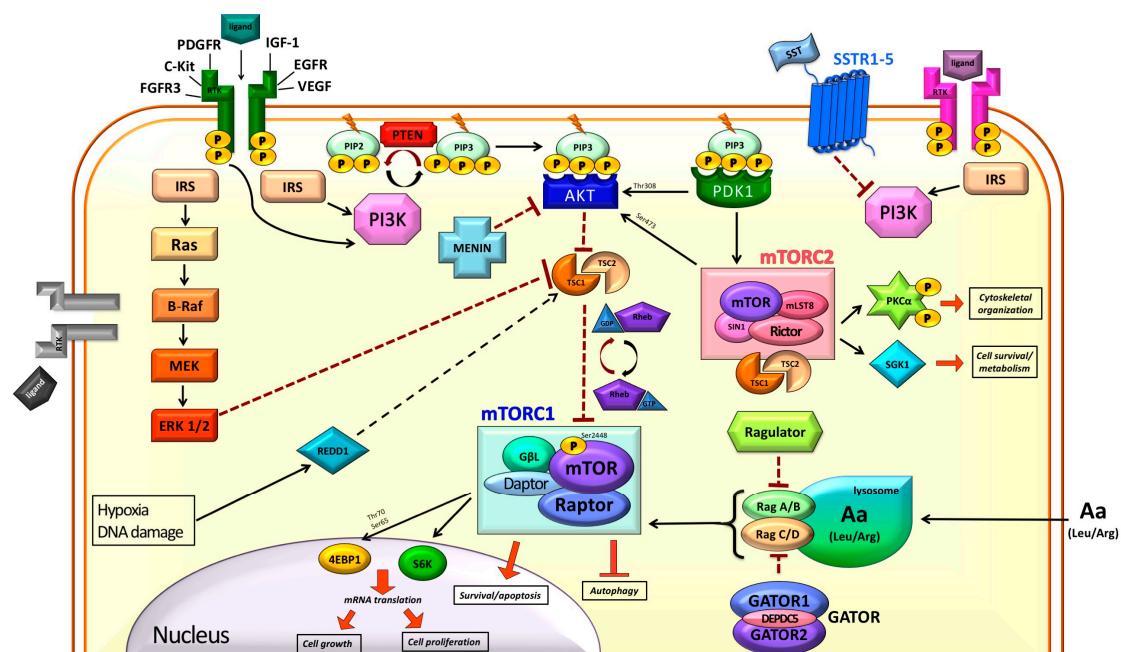 ligand
PDGFR
IGF-1
C-Kit
EGFR
RTK
FGFR3
VEGF
P
P
P
P
IRS
IRS
Ras
B-Raf
MEK
ERK 1/2
PI3K
PIP2
PTEN
PIP3
P
P
P
P
P
PIP3
P
P
P
AKT
Thr308
Ser473
PIP3
P
P
P
PDK1
SST
SSTR1-5
ligand
RTK
P
P
P
P
IRS
PI3K
MENIN
TSC2
TSC1
GDP
Rheb
Rheb
GTP
mTORC2
mTOR
mLST8
SIN1
Rictor
TSC2
TSC1
PKCα
P
P
Cytoskeletal
organization
SGK1
Cell survival/
metabolism
RTK
ligand
REDD1
Hypoxia
DNA damage
mTORC1
Ser2448
P
GβL
mTOR
Daptor
Raptor
Ragulator
lysosome
Rag A/B
Aa
(Leu/Arg)
Rag C/D
Aa
(Leu/Arg)
GATOR1
DEPDC5
GATOR2
GATOR
Thr70
Ser65
4EBP1
S6K
mRNA translation
Survival/apoptosis
Autophagy
Nucleus
Cell growth
Cell proliferation